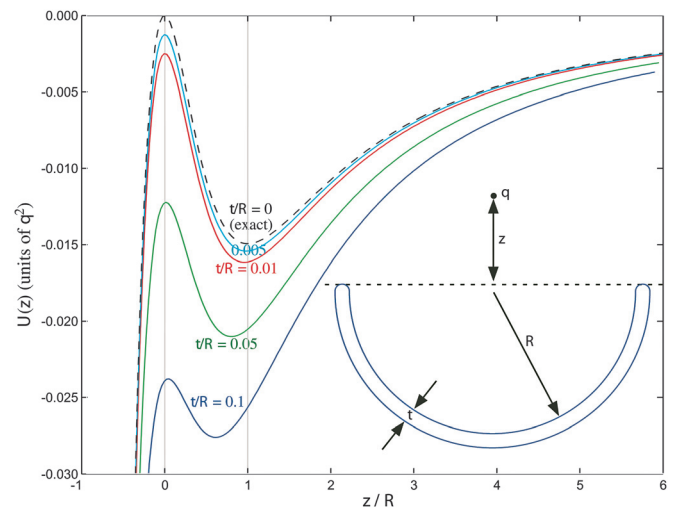 0.000
-0.005
-0.010
-0.015
-0.020
-0.025
-0.030
U(z) (units of q²)
-1
0
1
2
3
4
5
6
z / R
t/R = 0
(exact)
0.005
t/R = 0.01
t/R = 0.05
t/R = 0.1
q
z
R
t